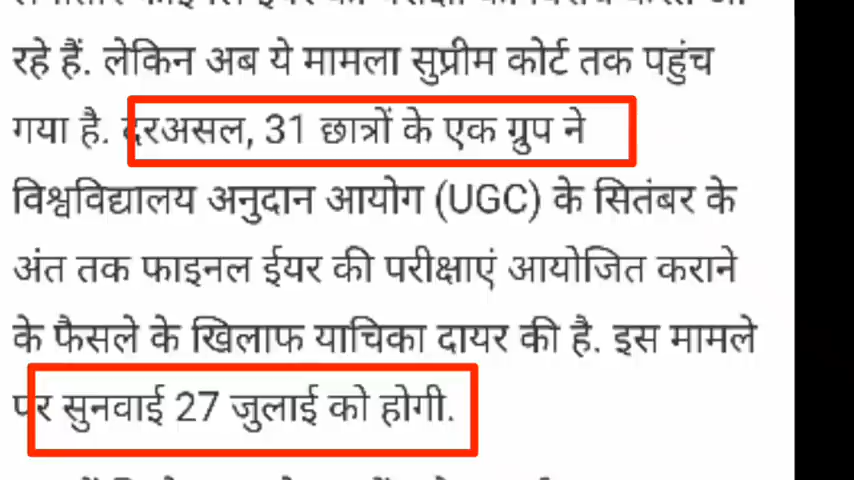 रहे हैं. लेकिन अब ये मामला सुप्रीम कोर्ट तक पहुंच
गया है. दरअसल, 31 छात्रों के एक ग्रुप ने
विश्वविद्यालय अनुदान आयोग (UGC) के सितंबर के
अंत तक फाइनल ईयर की परीक्षाएं आयोजित कराने
के फैसले के खिलाफ याचिका दायर की है. इस मामले
पर सुनवाई 27 जुलाई को होगी.